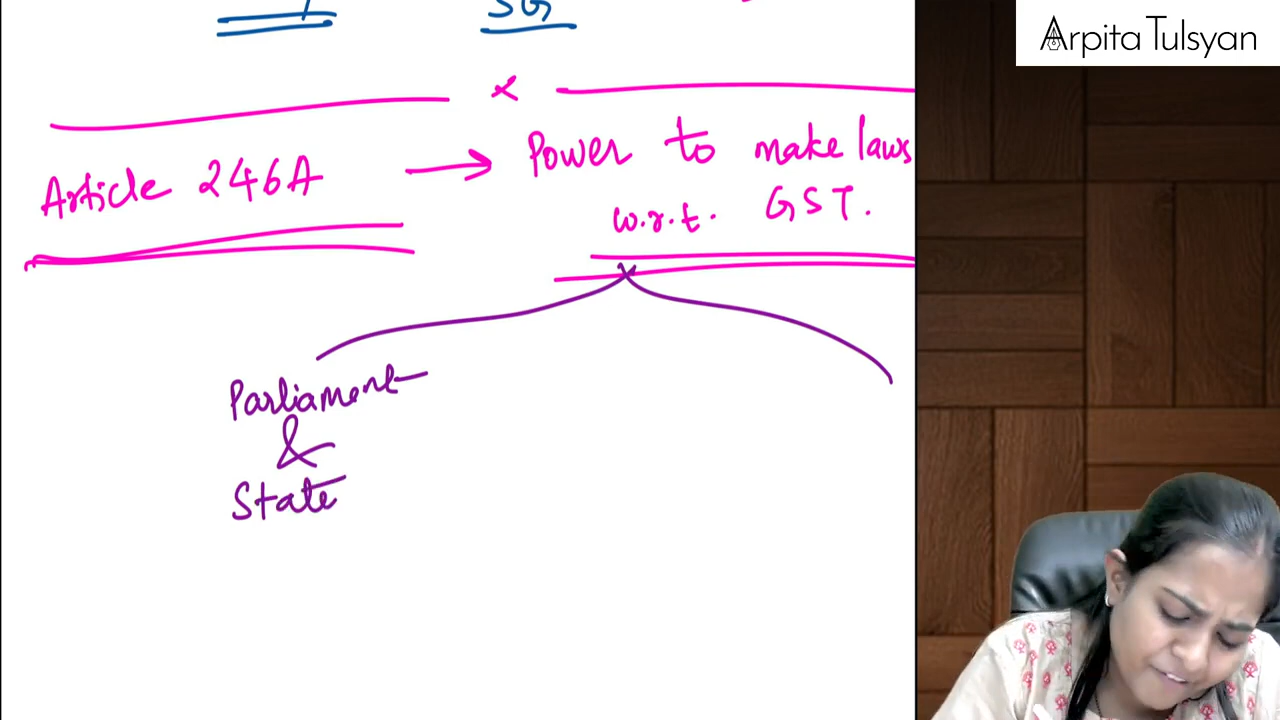 SG
Arpita Tulsyan
Article 246A → Power to make laws
w.r.t. GST.
Parliament
&
State